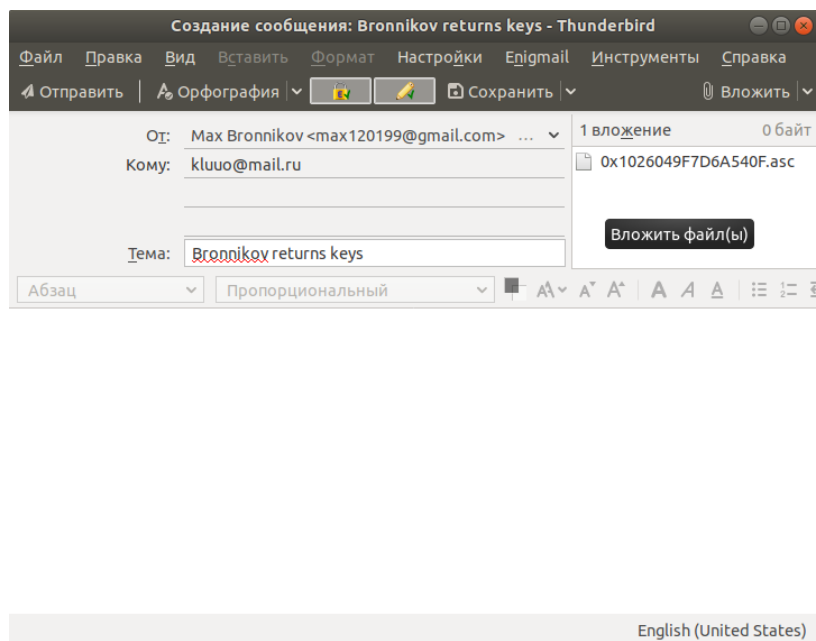 Создание сообщения: Bronnikov returns keys - Thunderbird
Файл Правка Вид Вставить Формат Настройки Enigmail Инструменты Справка
Отправить Орфография Сохранить Вложить
От: Max Bronnikov <max120199@gmail.com> ...
1 вложение 0 байт
Кому: kluuo@mail.ru
0x1026049F7D6A540F.asc
Вложить файл(ы)
Тема: Bronnikov returns keys
Абзац Пропорциональный
English (United States)